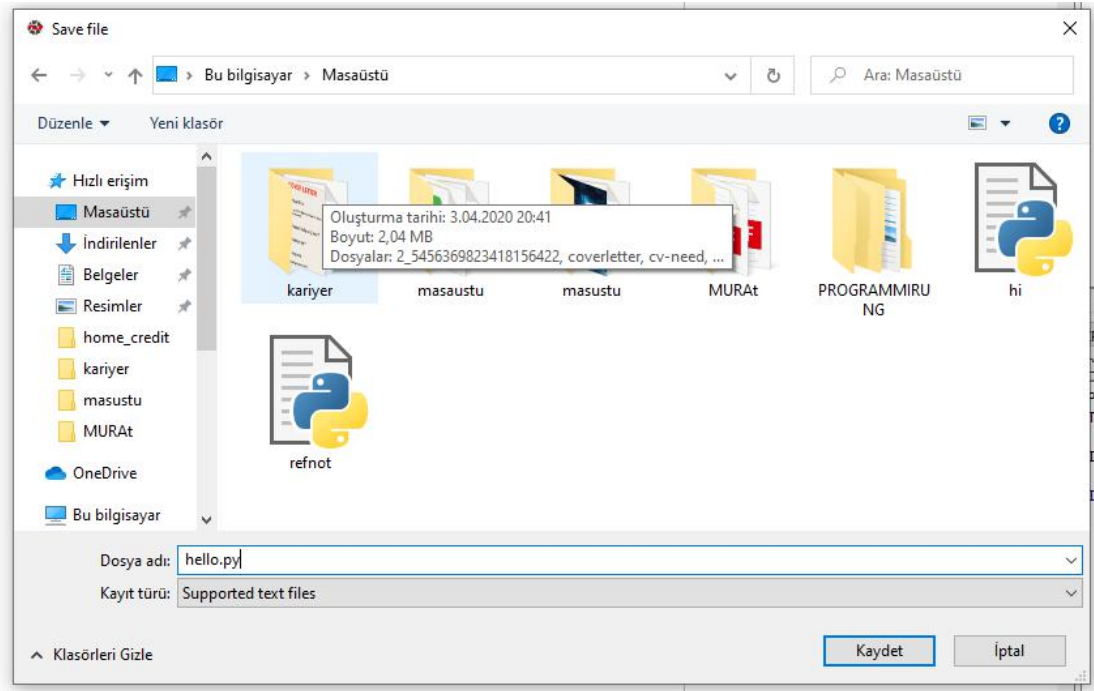 Save file
Bu bilgisayar > Masaüstü
Ara: Masaüstü
Düzenle
Yeni klasör
Hızlı erişim
Masaüstü
İndirilenler
Belgeler
Resimler
home_credit
kariyer
masustu
MURAt
OneDrive
Bu bilgisayar
Oluşturma tarihi: 3.04.2020 20:41
Boyut: 2,04 MB
Dosyalar: 2_5456369823418156422, coverletter, cv-need, ...
kariyer
masaustu
masustu
MURAt
PROGRAMMIRU
NG
hi
refnot
Dosya adı: hello.py
Kayıt türü: Supported text files
Klasörleri Gizle
Kaydet
İptal